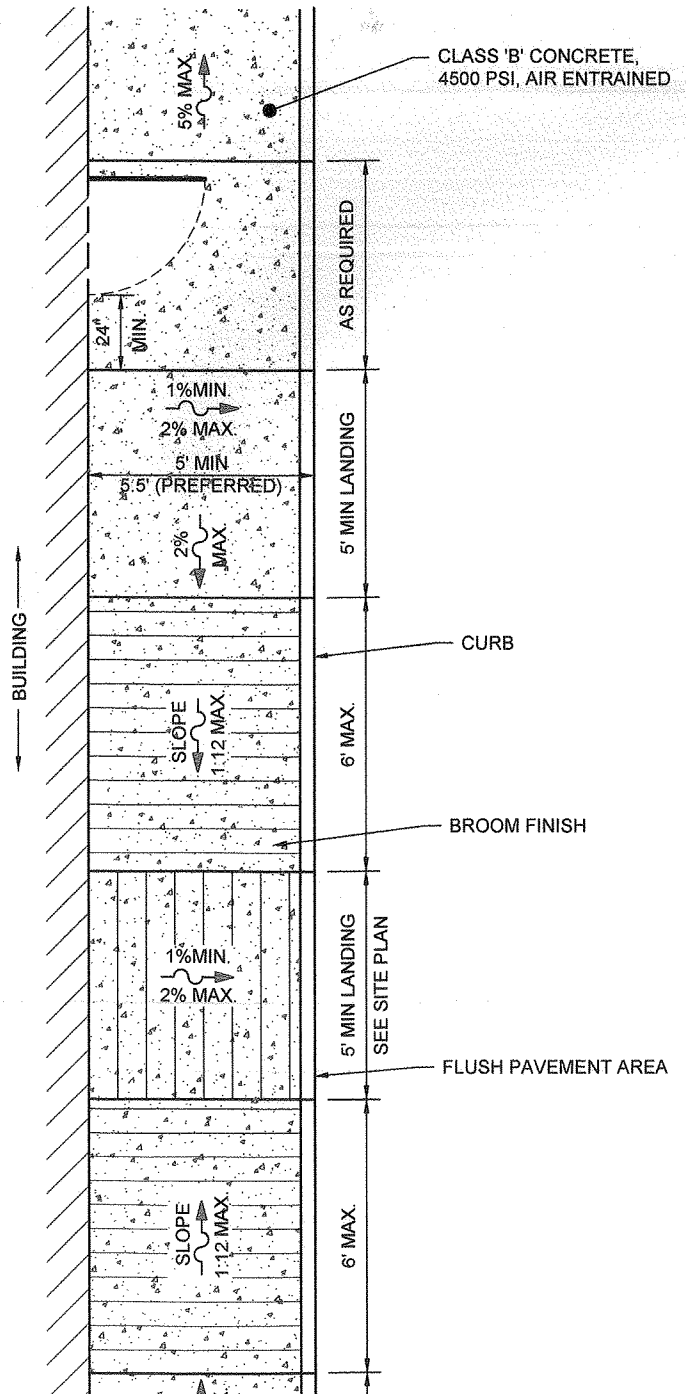 CLASS 'B' CONCRETE,
4500 PSI, AIR ENTRAINED
5% MAX.
AS REQUIRED
24"
MIN.
1%MIN.
2% MAX.
5' MIN
5.5' (PREFERRED)
2%
MAX.
5' MIN LANDING
BUILDING
CURB
SLOPE
1:12 MAX.
6' MAX.
BROOM FINISH
1%MIN.
2% MAX.
5' MIN LANDING
SEE SITE PLAN
FLUSH PAVEMENT AREA
SLOPE
1:12 MAX.
6' MAX.